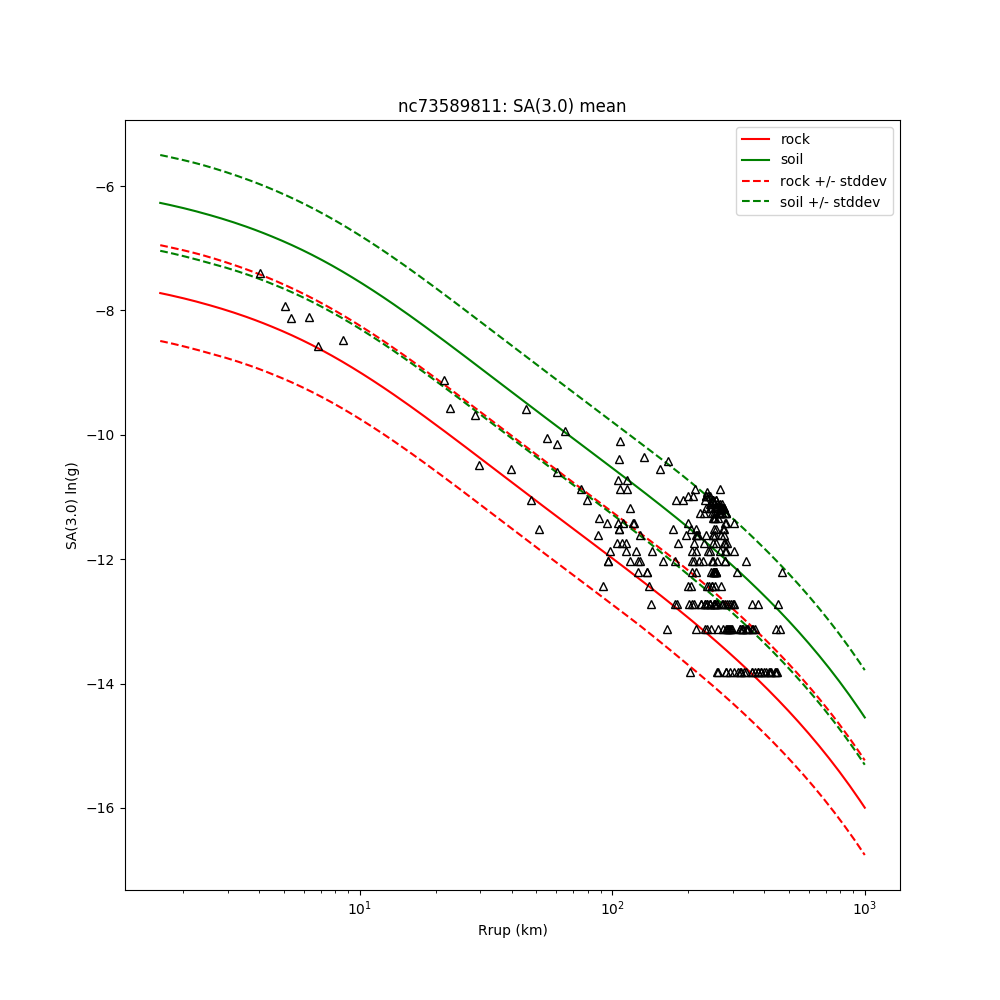 nc73589811: SA(3.0) mean
rock
soil
rock +/- stddev
soil +/- stddev
SA(3.0) ln(g)
−6
−8
−10
−12
−14
−16
10¹
10²
10³
Rrup (km)